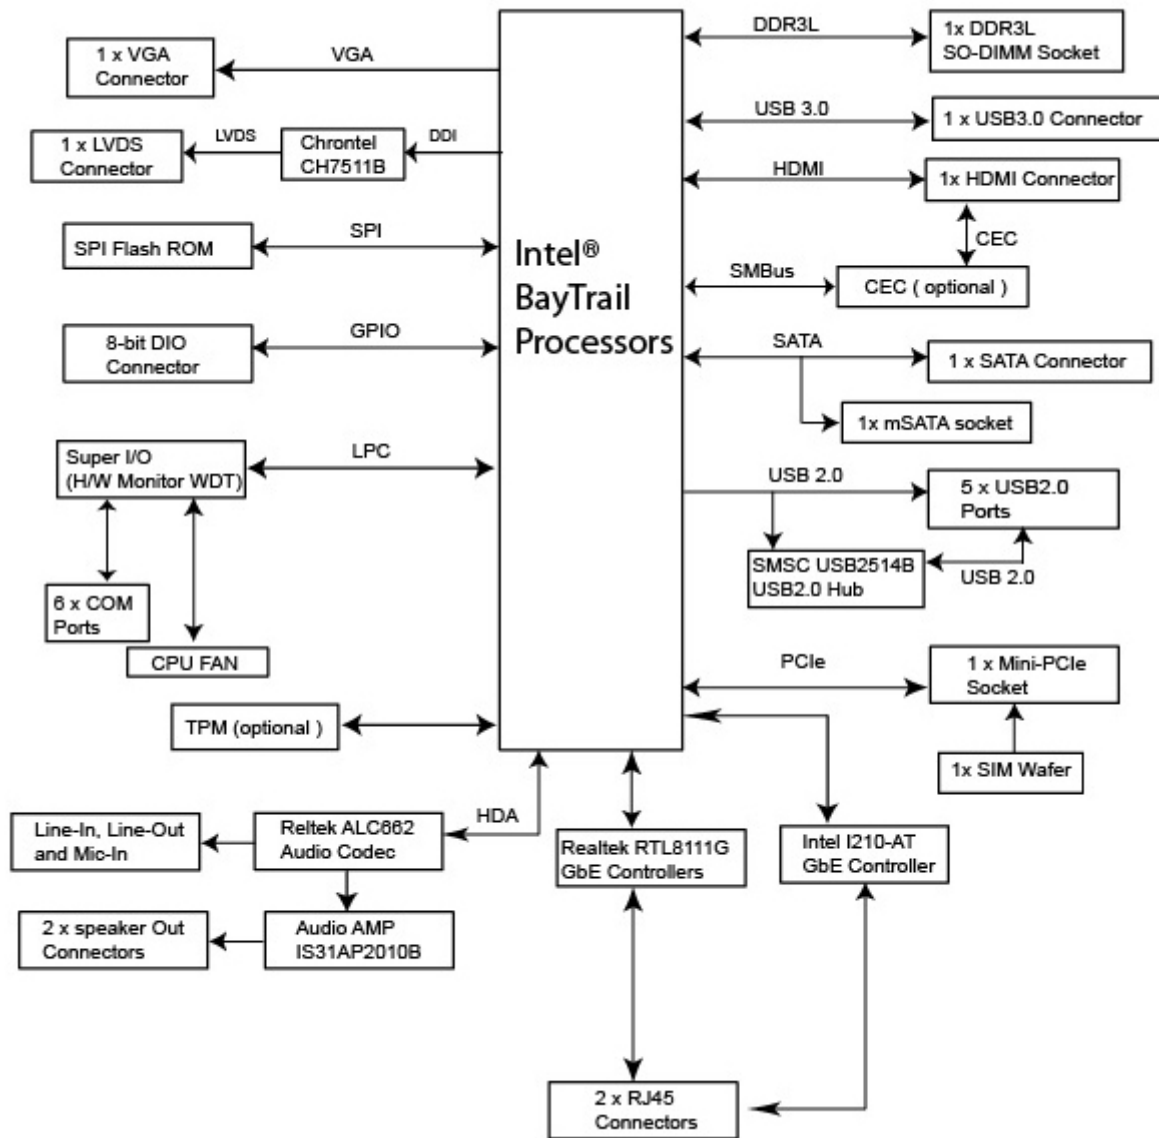 DDR3L
1x DDR3L
SO-DIMM Socket
1 x VGA
Connector
VGA
USB 3.0
1 x USB3.0 Connector
1 x LVDS
Connector
LVDS
Chrontel
CH7511B
DDI
HDMI
1x HDMI Connector
CEC
SPI Flash ROM
SPI
Intel®
BayTrail
Processors
SMBus
CEC ( optional )
8-bit DIO
Connector
GPIO
SATA
1 x SATA Connector
1x mSATA socket
Super I/O
(H/W Monitor WDT)
LPC
USB 2.0
5 x USB2.0
Ports
SMSC USB2514B
USB2.0 Hub
USB 2.0
6 x COM
Ports
CPU FAN
PCIe
1 x Mini-PCIe
Socket
TPM (optional )
1x SIM Wafer
HDA
Line-In, Line-Out
and Mic-In
Reltek ALC662
Audio Codec
Realtek RTL8111G
GbE Controllers
Intel I210-AT
GbE Controller
2 x speaker Out
Connectors
Audio AMP
IS31AP2010B
2 x RJ45
Connectors